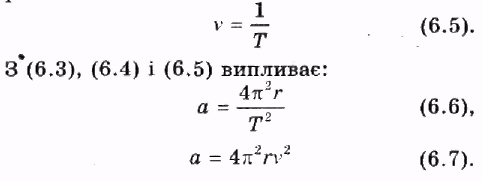 ν = 1/T (6.5).
З (6.3), (6.4) і (6.5) випливає:
a = 4π²r/T² (6.6),
a = 4π²rν² (6.7).